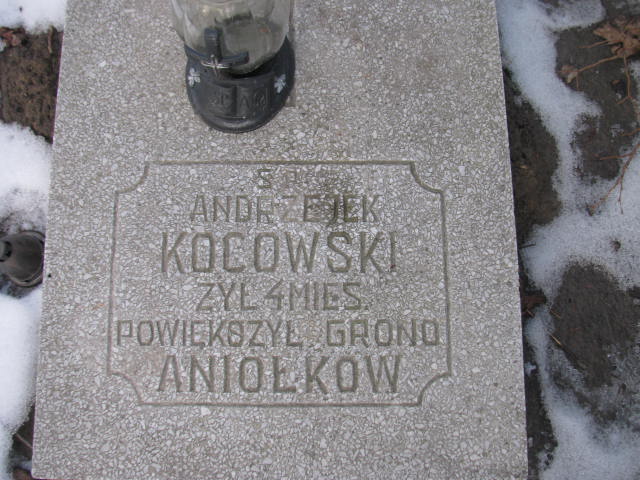 Ś.P.
ANDRZEJEK
KOCOWSKI
ŻYŁ 4 MIES.
POWIĘKSZYŁ GRONO
ANIOŁKÓW